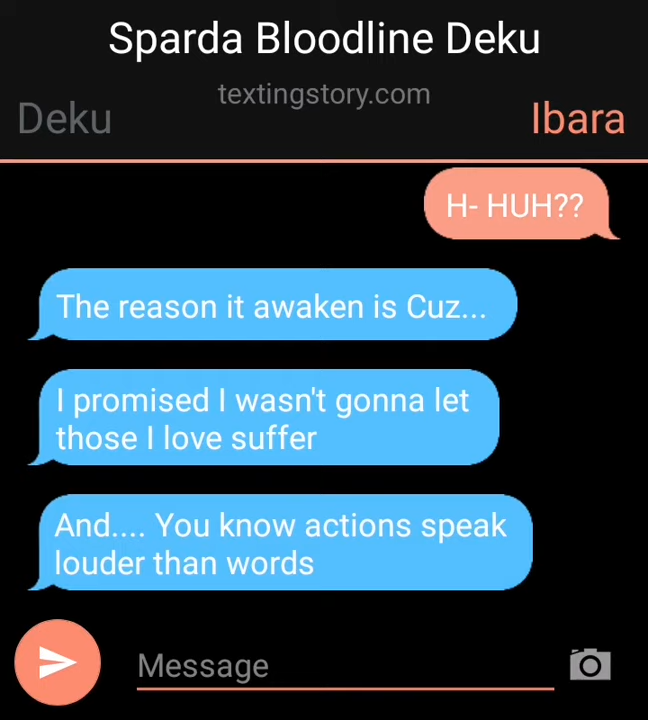 Sparda Bloodline Deku
textingstory.com
Deku
Ibara
H- HUH??
The reason it awaken is Cuz...
I promised I wasn't gonna let
those I love suffer
And.... You know actions speak
louder than words
Message